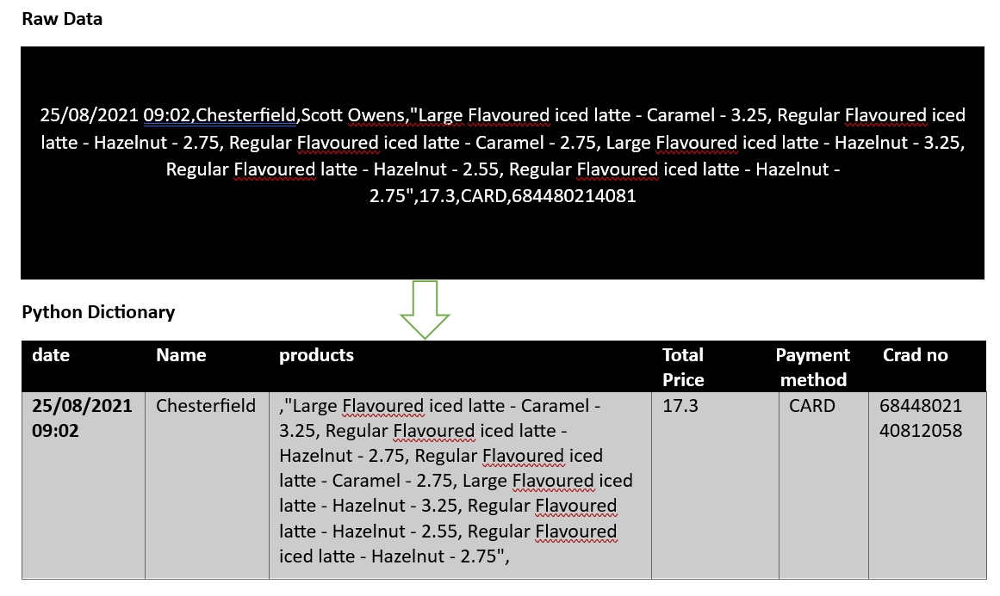 Raw Data
25/08/2021 09:02,Chesterfield,Scott Owens,"Large Flavoured iced latte - Caramel - 3.25, Regular Flavoured iced
latte - Hazelnut - 2.75, Regular Flavoured iced latte - Caramel - 2.75, Large Flavoured iced latte - Hazelnut - 3.25,
Regular Flavoured latte - Hazelnut - 2.55, Regular Flavoured iced latte - Hazelnut -
2.75",17.3,CARD,684480214081
Python Dictionary
date
Name
products
Total
Price
Payment
method
Crad no
25/08/2021
09:02
Chesterfield
,"Large Flavoured iced latte - Caramel -
3.25, Regular Flavoured iced latte -
Hazelnut - 2.75, Regular Flavoured iced
latte - Caramel - 2.75, Large Flavoured iced
latte - Hazelnut - 3.25, Regular Flavoured
latte - Hazelnut - 2.55, Regular Flavoured
iced latte - Hazelnut - 2.75",
17.3
CARD
68448021
40812058